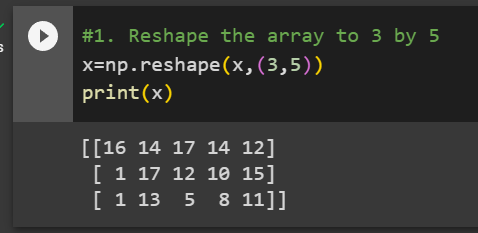 s
#1. Reshape the array to 3 by 5
x=np.reshape(x,(3,5))
print(x)
[[16 14 17 14 12]
 [ 1 17 12 10 15]
 [ 1 13  5  8 11]]